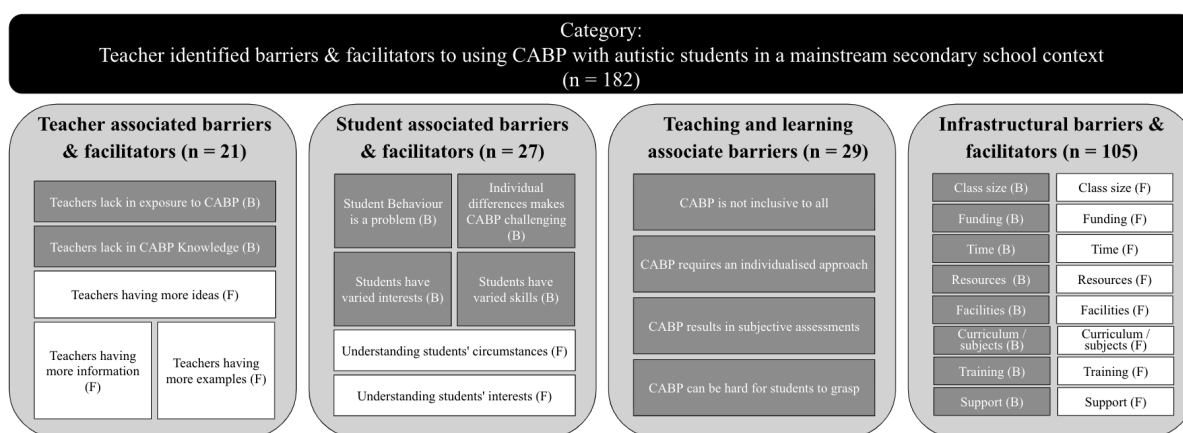 Category:
Teacher identified barriers & facilitators to using CABP with autistic students in a mainstream secondary school context
(n = 182)
Teacher associated barriers
& facilitators (n = 21)
Teachers lack in exposure to CABP (B)
Teachers lack in CABP Knowledge (B)
Teachers having more ideas (F)
Teachers having
more information
(F)
Teachers having
more examples (F)
Student associated barriers
& facilitators (n = 27)
Student Behaviour
is a problem (B)
Individual
differences makes
CABP challenging
(B)
Students have
varied interests (B)
Students have
varied skills (B)
Understanding students' circumstances (F)
Understanding students' interests (F)
Teaching and learning
associate barriers (n = 29)
CABP is not inclusive to all
CABP requires an individualised approach
CABP results in subjective assessments
CABP can be hard for students to grasp
Infrastructural barriers &
facilitators (n = 105)
Class size (B)
Class size (F)
Funding (B)
Funding (F)
Time (B)
Time (F)
Resources (B)
Resources (F)
Facilities (B)
Facilities (F)
Curriculum /
subjects (B)
Curriculum /
subjects (F)
Training (B)
Training (F)
Support (B)
Support (F)